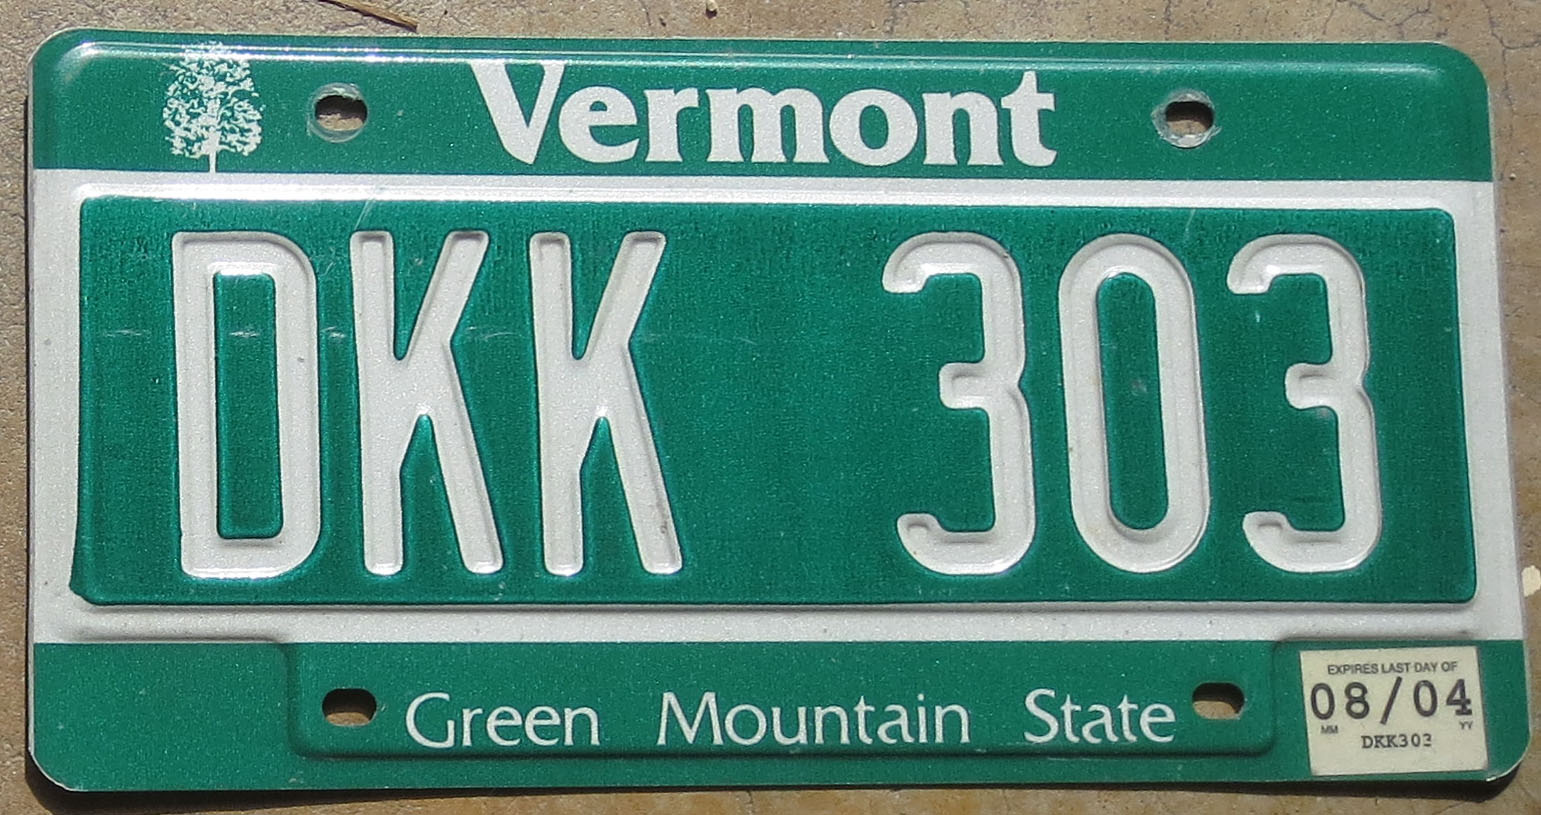 Vermont
DKK 303
Green Mountain State
EXPIRES LAST DAY OF
08/04
MM YY
DKK303